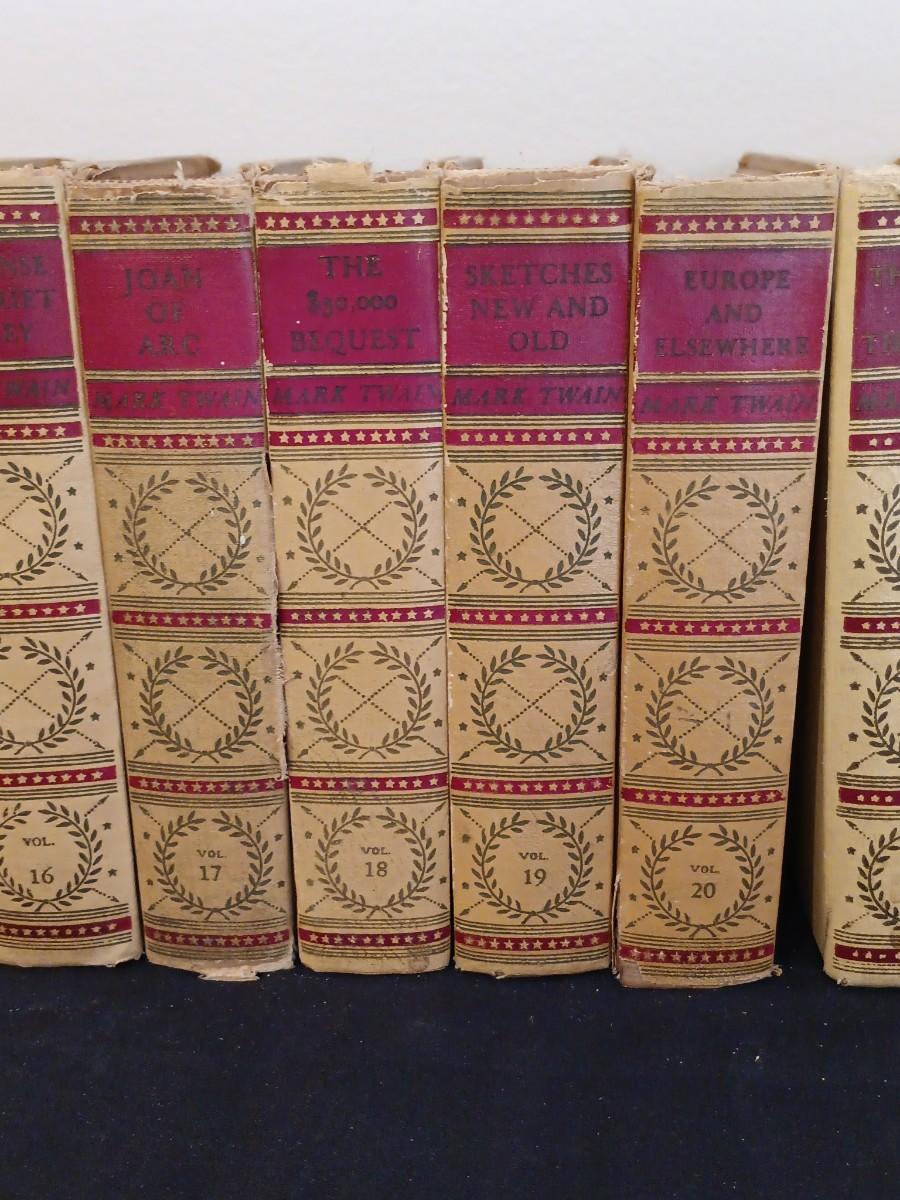 WAIN
VOL.
16
JOAN
OF
ARC
MARK TWAIN
VOL.
17
THE
$30,000
BEQUEST
MARK TWAIN
VOL.
18
SKETCHES
NEW AND
OLD
MARK TWAIN
VOL.
19
EUROPE
AND
ELSEWHERE
MARK TWAIN
VOL.
20